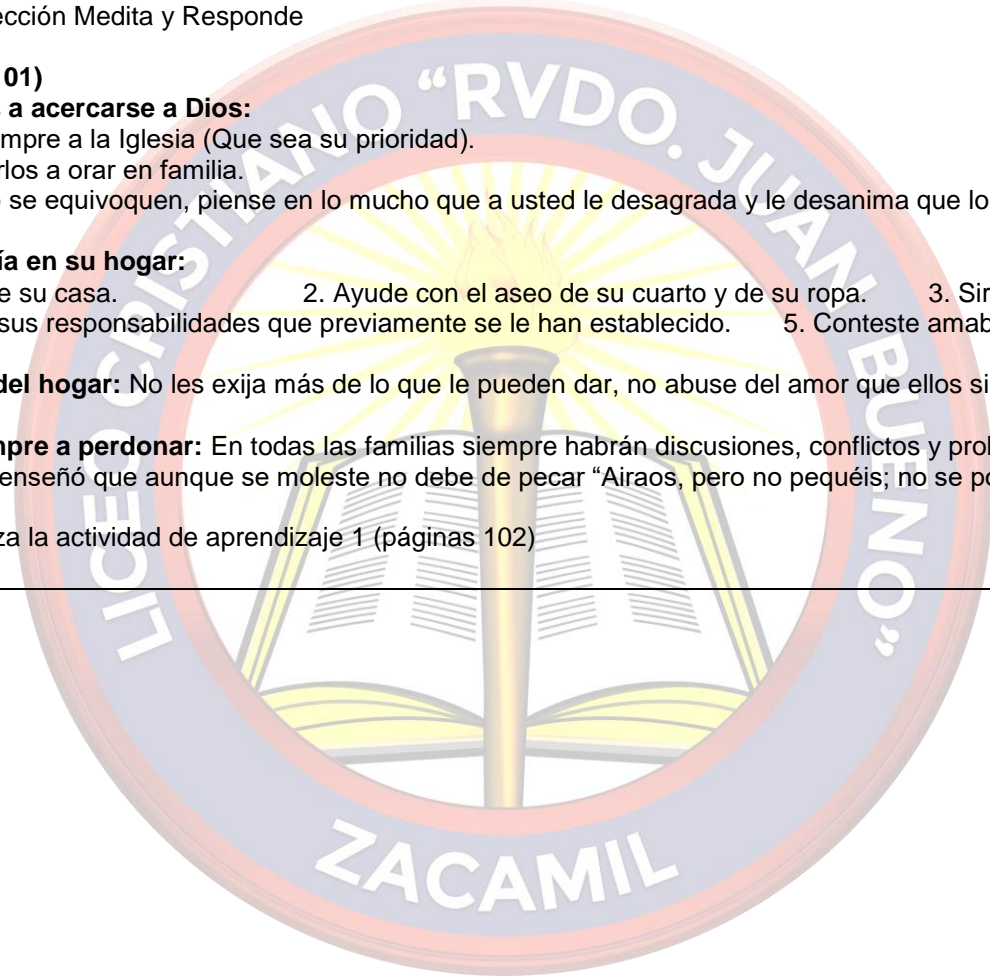 ección Medita y Responde
01)
a acercarse a Dios:
empre a la Iglesia (Que sea su prioridad).
rlos a orar en familia.
se equivoquen, piense en lo mucho que a usted le desagrada y le desanima que lo
ía en su hogar:
e su casa. 2. Ayude con el aseo de su cuarto y de su ropa. 3. Sir
sus responsabilidades que previamente se le han establecido. 5. Conteste amab
del hogar: No les exija más de lo que le pueden dar, no abuse del amor que ellos si
mpre a perdonar: En todas las familias siempre habrán discusiones, conflictos y prob
enseñó que aunque se moleste no debe de pecar “Airaos, pero no pequéis; no se po
za la actividad de aprendizaje 1 (páginas 102)
LICEO CRISTIANO “RVDO. JUAN BUENO”
ZACAMIL